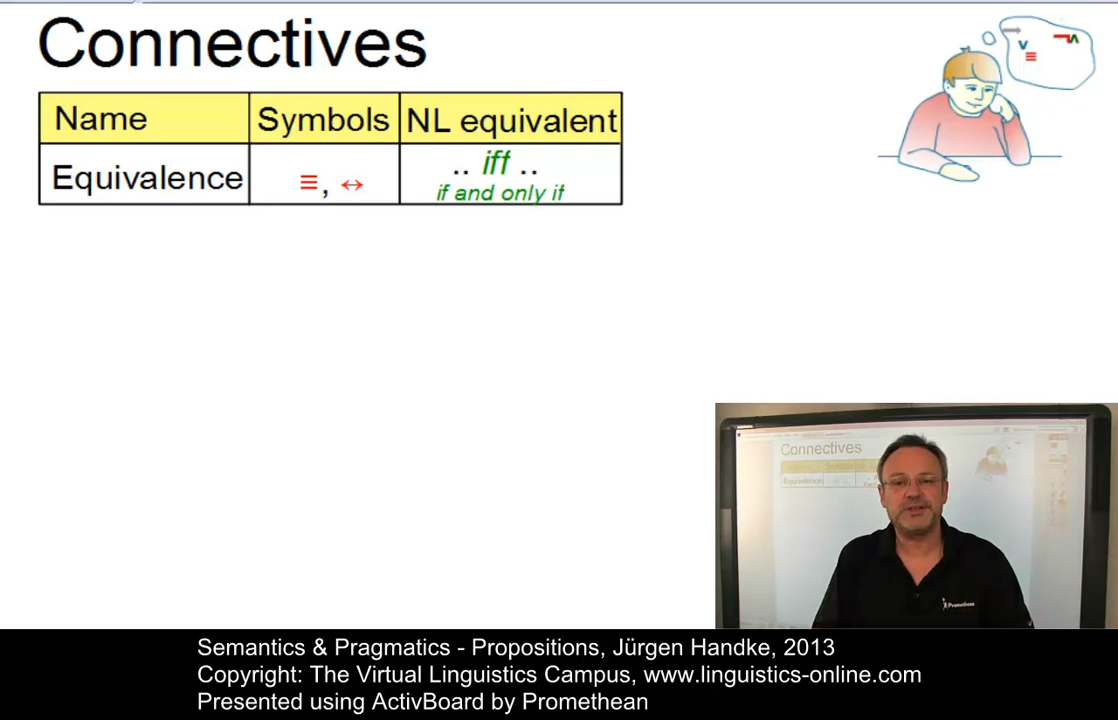 Connectives
Name Symbols NL equivalent
Equivalence ≡, ↔ .. iff ..
if and only if
→ v ≡ ¬ ʌ
Connectives
Equivalence
Promethean
Semantics & Pragmatics - Propositions, Jürgen Handke, 2013
Copyright: The Virtual Linguistics Campus, www.linguistics-online.com
Presented using ActivBoard by Promethean